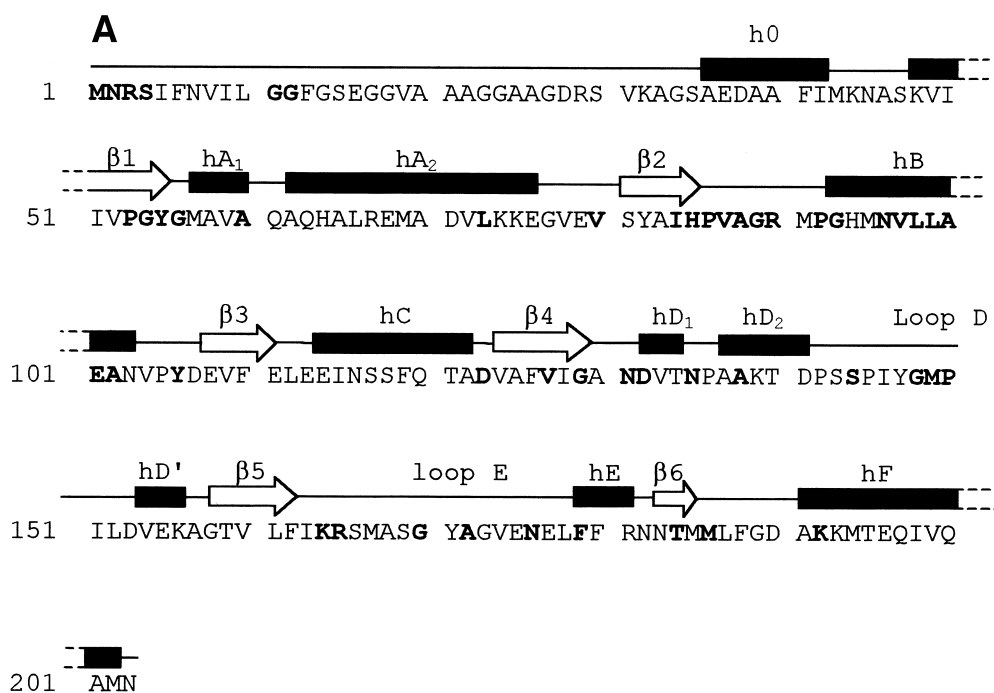 A
h0
1 MNRSIFNVIL GGFGSEGGVA AAGGAAGDRS VKAGSAEDAA FIMKNASKVI
β1 hA₁ hA₂ β2 hB
51 IVPGYGMAVA QAQHALREMA DVLKKEGVEV SYAIHPVAGR MPGHMNVLLA
β3 hC β4 hD₁ hD₂ Loop D
101 EANVPYDEVF ELEEINSSFQ TADVAFVIGA NDVTNPAAKT DPSSPIYGMP
hD' β5 loop E hE β6 hF
151 ILDVEKAGTV LFIKRSMASG YAGVENELFF RNNTMMLFGD AKKMTEQIVQ
201 AMN